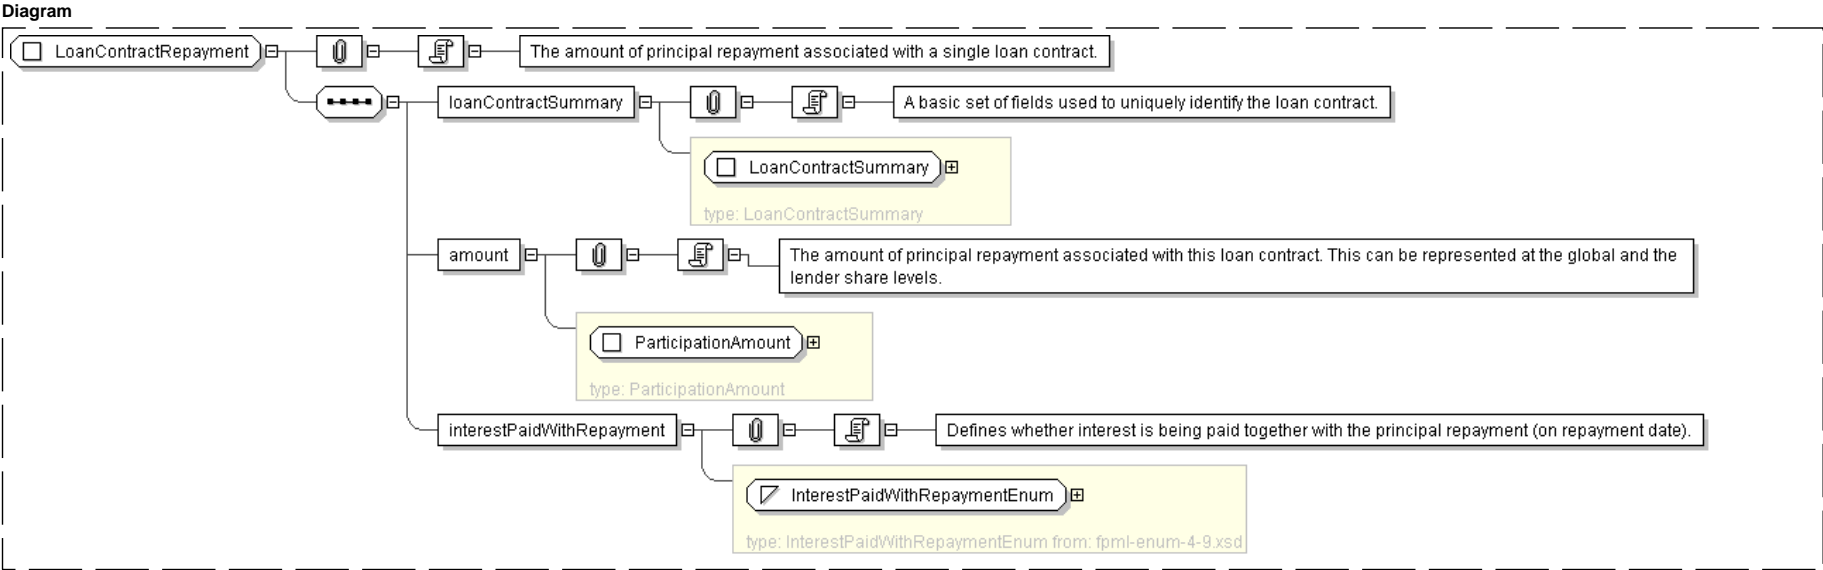 Diagram
LoanContractRepayment
The amount of principal repayment associated with a single loan contract.
loanContractSummary
A basic set of fields used to uniquely identify the loan contract.
LoanContractSummary
type: LoanContractSummary
amount
The amount of principal repayment associated with this loan contract. This can be represented at the global and the
lender share levels.
ParticipationAmount
type: ParticipationAmount
interestPaidWithRepayment
Defines whether interest is being paid together with the principal repayment (on repayment date).
InterestPaidWithRepaymentEnum
type: InterestPaidWithRepaymentEnum from: fpml-enum-4-9.xsd